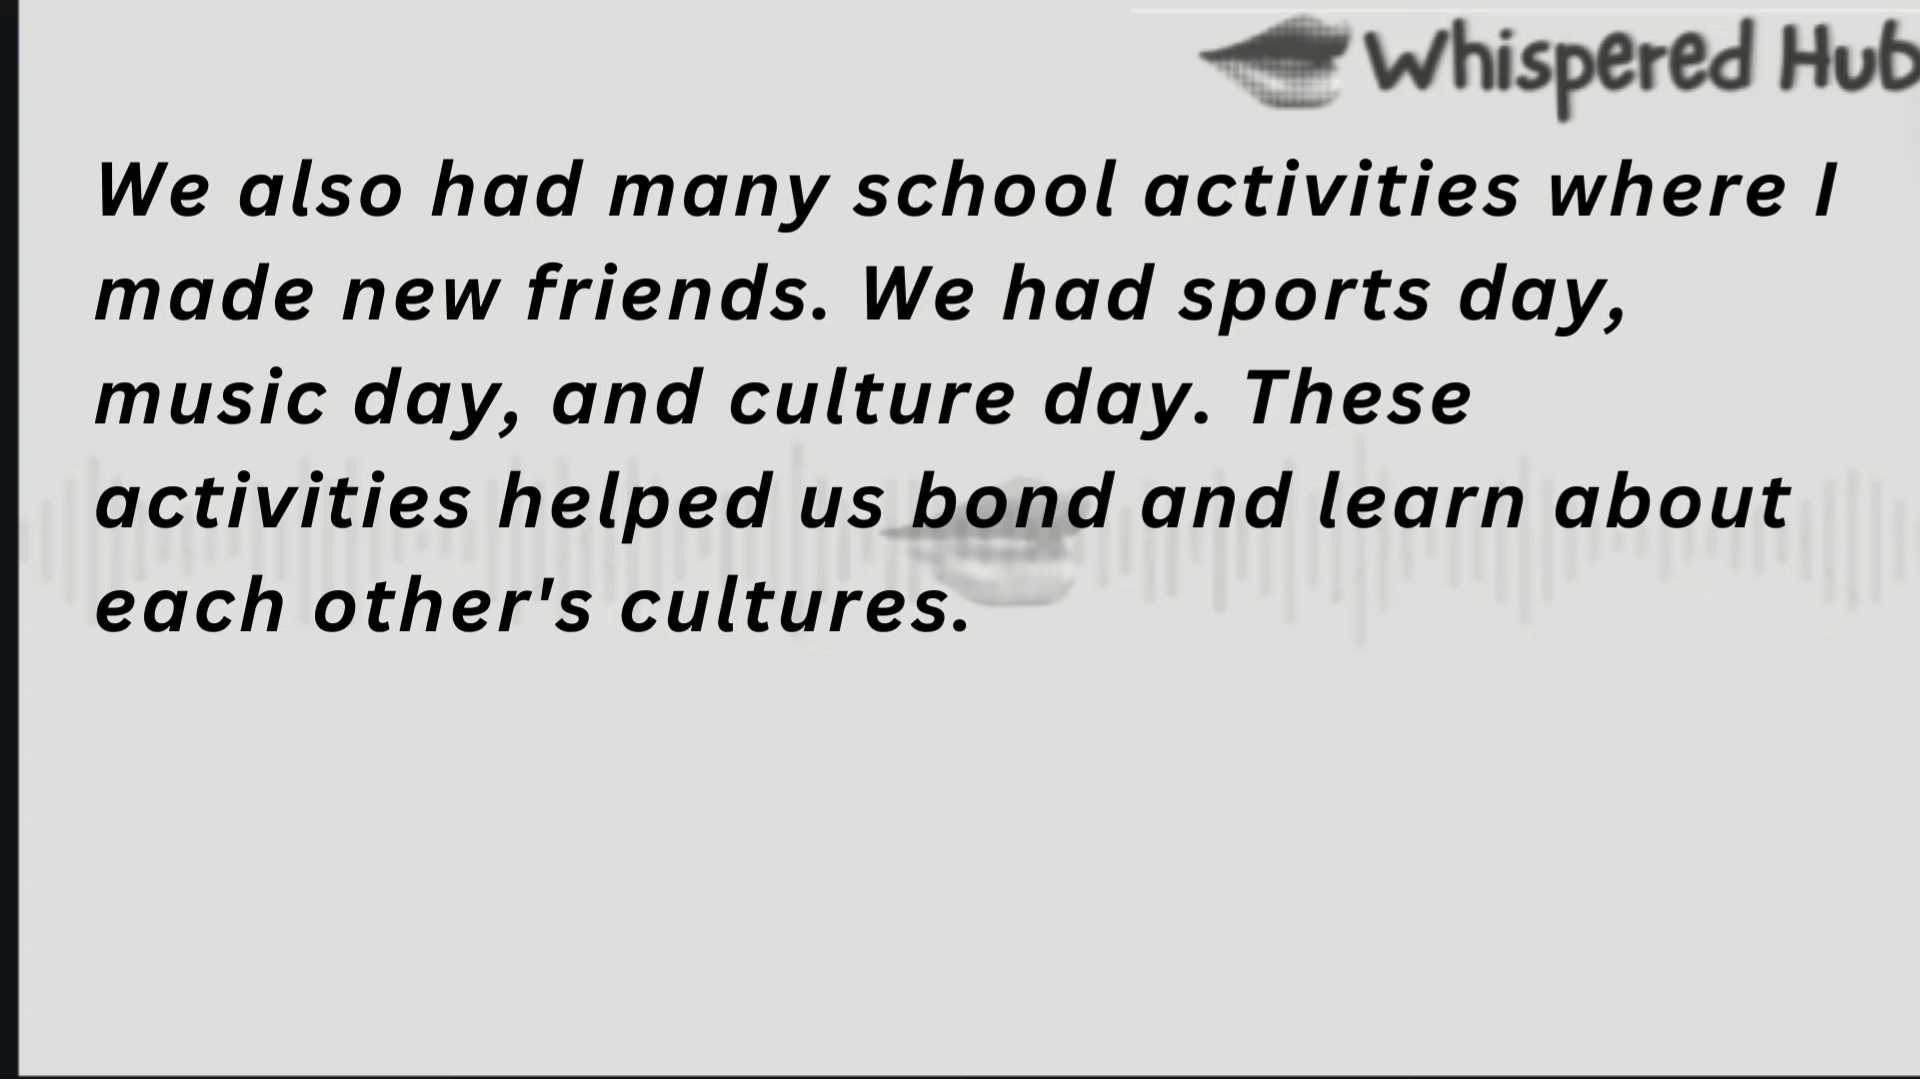 Whispered Hub
We also had many school activities where I
made new friends. We had sports day,
music day, and culture day. These
activities helped us bond and learn about
each other's cultures.